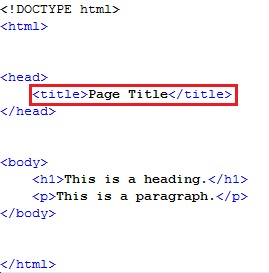 <!DOCTYPE html>
<html>
<head>
<title>Page Title</title>
</head>
<body>
<h1>This is a heading.</h1>
<p>This is a paragraph.</p>
</body>
</html>